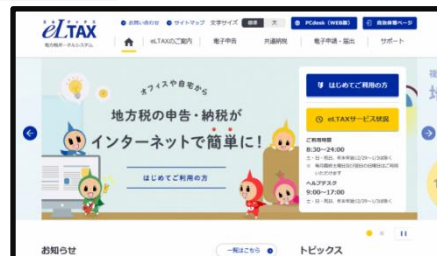 eLTAX
地方税ポータルシステム
お問い合わせ
サイトマップ
文字サイズ
標準
大
PCdesk（WEB版）
eLTAXのご案内
電子申告
共通納税
電子申請・届出
サポート
オフィスや自宅から
地方税の申告・納税が
インターネットで簡単に！
はじめてご利用の方
はじめてご利用の方
eLTAXサービス状況
ご利用時間
8:30～24:00
ヘルプデスク
9:00～17:00
お知らせ
一覧はこちら
トピックス